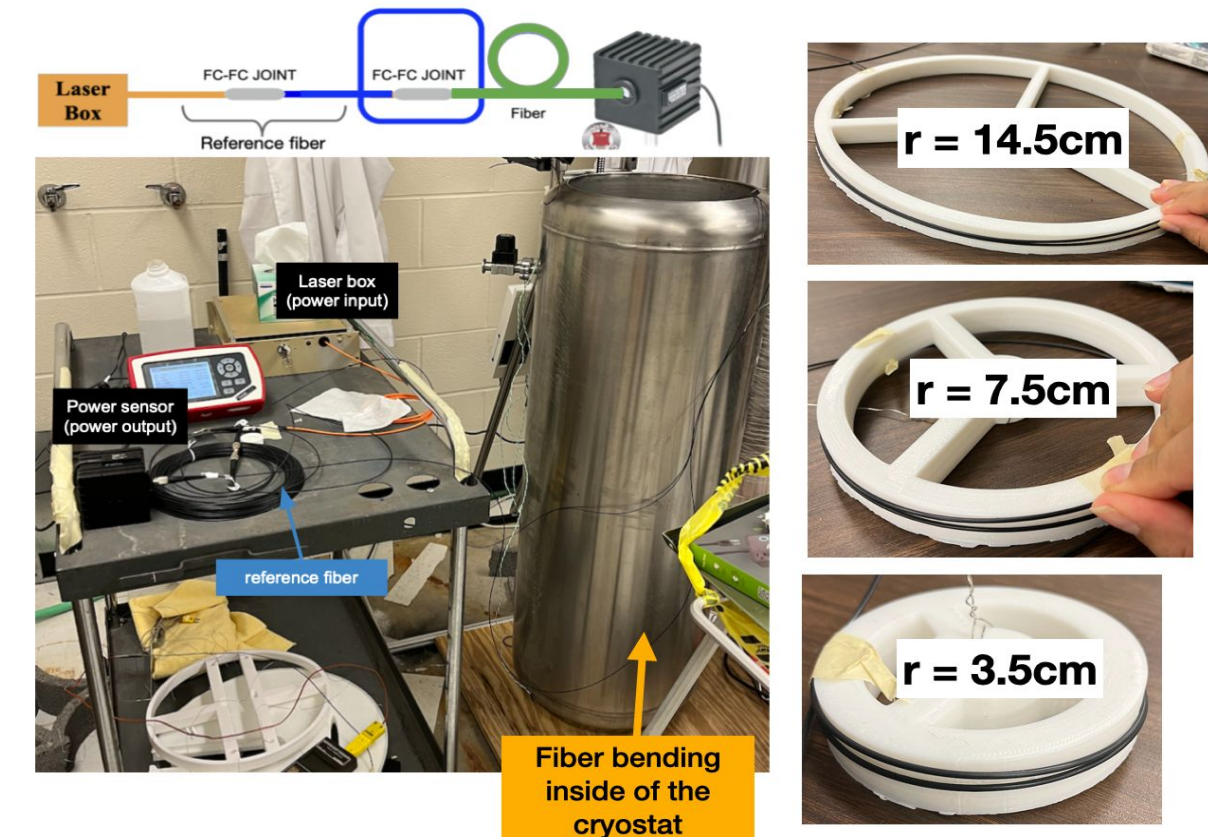 Laser
Box
FC-FC JOINT
FC-FC JOINT
Reference fiber
Fiber
Laser box
(power input)
Power sensor
(power output)
reference fiber
Fiber bending
inside of the
cryostat
r = 14.5cm
r = 7.5cm
r = 3.5cm